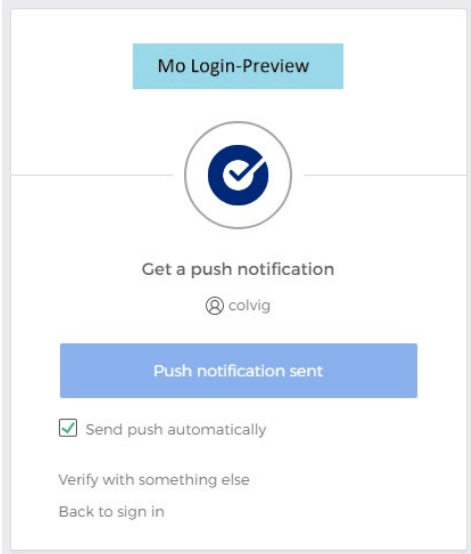 Mo Login-Preview
Get a push notification
colvig
Push notification sent
Send push automatically
Verify with something else
Back to sign in